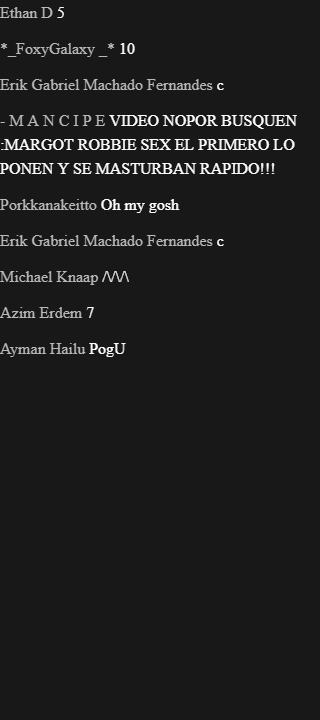 Ethan D 5
*_FoxyGalaxy _* 10
Erik Gabriel Machado Fernandes c
- M A N C I P E VIDEO NOPOR BUSQUEN
:MARGOT ROBBIE SEX EL PRIMERO LO
PONEN Y SE MASTURBAN RAPIDO!!!
Porkkanakeitto Oh my gosh
Erik Gabriel Machado Fernandes c
Michael Knaap /\/\/\
Azim Erdem 7
Ayman Hailu PogU